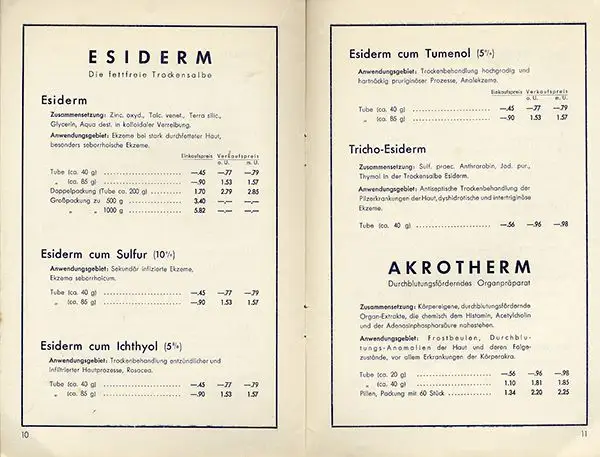 ESIDERM
Die fettfreie Trockensalbe
Esiderm
Zusammensetzung: Zinc. oxyd., Talc. venet., Terra silic.,
Glycerin, Aqua dest. in kolloidaler Verreibung.
Anwendungsgebiet: Ekzeme bei stark durchfetteter Haut,
besonders seborrhoische Ekzeme.
Einkaufspreis Verkaufspreis
o. U. m. U.
Tube (ca. 40 g) —.45 —.77 —.79
„ (ca. 85 g) —.90 1.53 1.57
Doppelpackung (Tube ca. 200 g) 1.70 2.79 2.85
Großpackung zu 500 g 3.40 —.— —.—
„ „ 1000 g 5.82 —.— —.—
Esiderm cum Sulfur (10%)
Anwendungsgebiet: Sekundär infizierte Ekzeme,
Ekzema seborrhoicum.
Tube (ca. 40 g) —.45 —.77 —.79
„ (ca. 85 g) —.90 1.53 1.57
Esiderm cum Ichthyol (5%)
Anwendungsgebiet: Trockenbehandlung entzündlicher und
infiltrierter Hautprozesse, Rosacea.
Tube (ca. 40 g) —.45 —.77 —.79
„ (ca. 85 g) —.90 1.53 1.57
10
Esiderm cum Tumenol (5%)
Anwendungsgebiet: Trockenbehandlung hochgradig und
hartnäckig pruriginöser Prozesse, Analekzeme.
Einkaufspreis Verkaufspreis
o. U. m. U.
Tube (ca. 40 g) —.45 —.77 —.79
„ (ca. 85 g) —.90 1.53 1.57
Tricho-Esiderm
Zusammensetzung: Sulf. praec. Anthrarobin, Jod. pur.,
Thymol in der Trockensalbe Esiderm.
Anwendungsgebiet: Antiseptische Trockenbehandlung der
Pilzerkrankungen der Haut, dyshidrotische und intertriginöse
Ekzeme.
Tube (ca. 40 g) —.56 —.96 —.98
AKROTHERM
Durchblutungsförderndes Organpräparat
Zusammensetzung: Körpereigene, durchblutungsfördernde
Organ-Extrakte, die chemisch dem Histamin, Acetylcholin
und der Adenosinphosphorsäure nahestehen.
Anwendungsgebiet: Frostbeulen, Durchblu-
tungs-Anomalien der Haut und deren Folge-
zustände, vor allem Erkrankungen der Körperakra.
Tube (ca. 20 g) —.56 —.96 —.98
„ (ca. 40 g) 1.10 1.81 1.85
Pillen, Packung mit 60 Stück 1.34 2.20 2.25
11